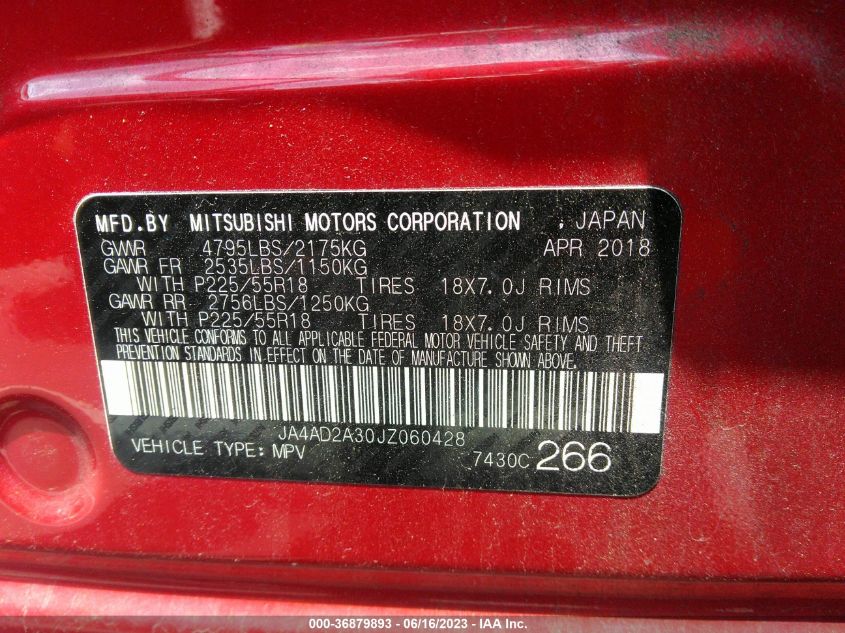 MFD.BY MITSUBISHI MOTORS CORPORATION , JAPAN
GVWR 4795LBS/2175KG APR 2018
GAWR FR 2535LBS/1150KG
WITH P225/55R18 TIRES 18X7.0J RIMS
GAWR RR 2756LBS/1250KG
WITH P225/55R18 TIRES 18X7.0J RIMS
THIS VEHICLE CONFORMS TO ALL APPLICABLE FEDERAL MOTOR VEHICLE SAFETY AND THEFT
PREVENTION STANDARDS IN EFFECT ON THE DATE OF MANUFACTURE SHOWN ABOVE.
JA4AD2A30JZ060428
VEHICLE TYPE: MPV 7430C 266
000-36879893 - 06/16/2023 - IAA Inc.